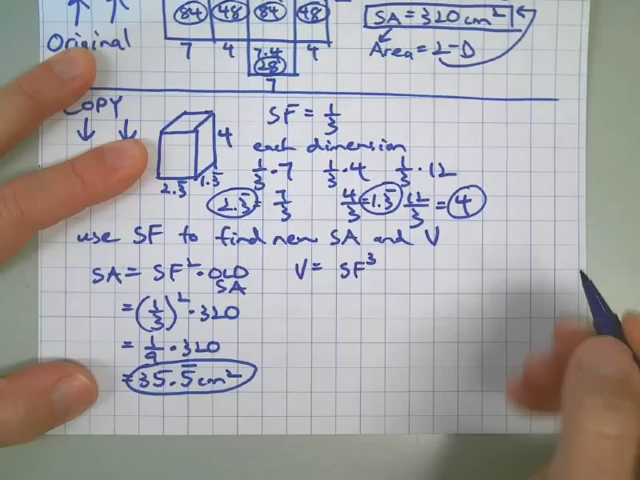 84 48 84 48
SA = 320 cm²
Original
7 4 7.4 4
28
Area = 2-D
7
COPY
SF = 1/3
4
each dimension
1/3 · 7 1/3 · 4 1/3 · 12
2.3̅ 1.3̅
2.3̅ = 7/3 4/3 = 1.3̅ 12/3 = 4
use SF to find new SA and V
SA = SF² · OLD SA
V = SF³
= (1/3)² · 320
= 1/9 · 320
= 35.5̅ cm²